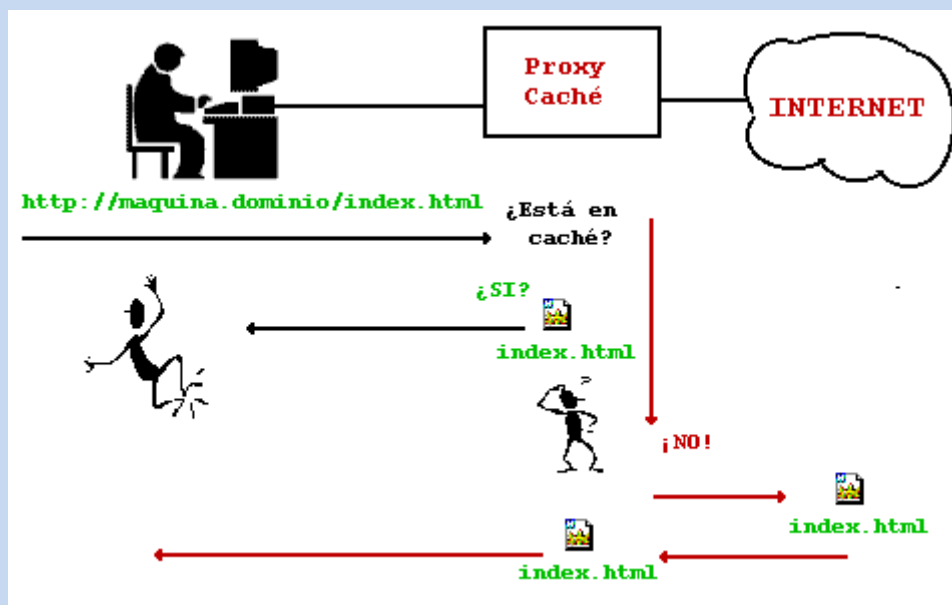 Proxy
Caché
INTERNET
http://maquina.dominio/index.html
¿Está en
caché?
¿SI?
index.html
¡NO!
index.html
index.html